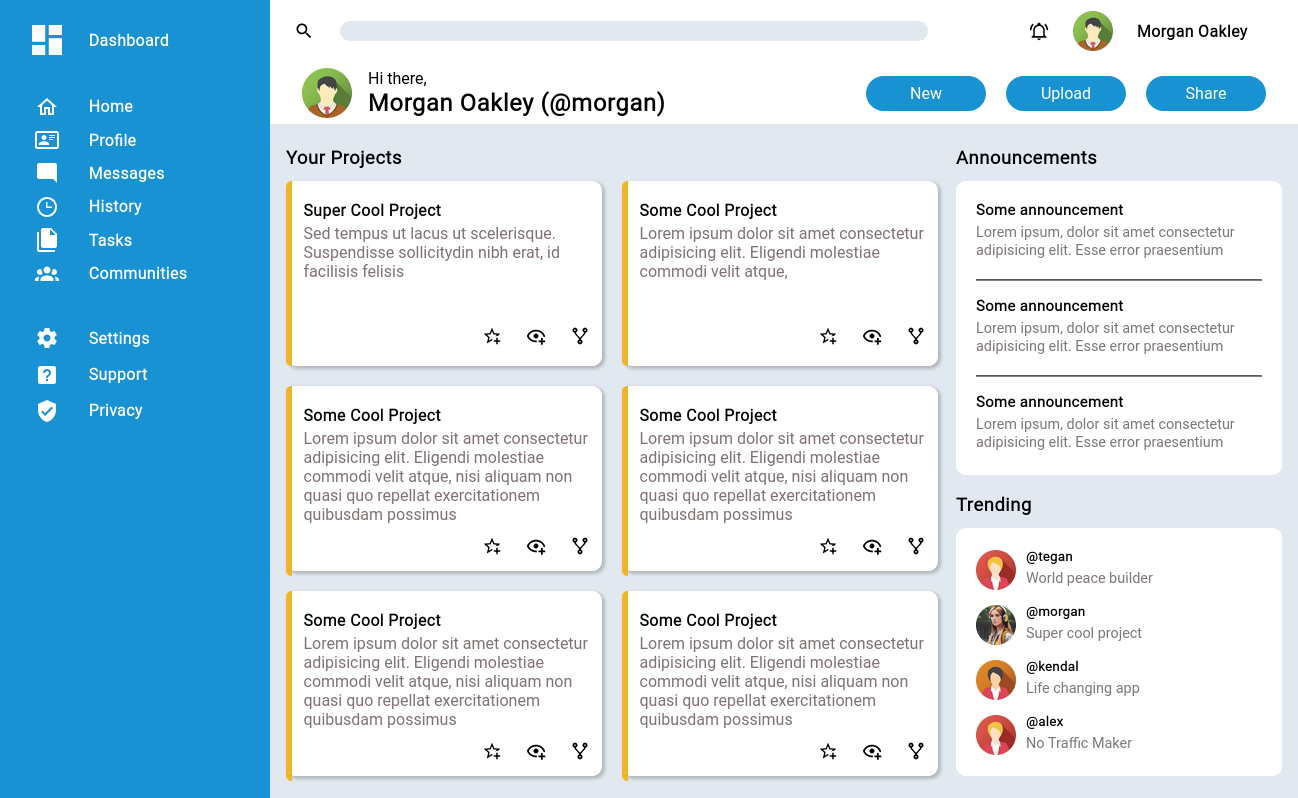 Dashboard
Home
Profile
Messages
History
Tasks
Communities
Settings
Support
Privacy
Morgan Oakley
Hi there,
Morgan Oakley (@morgan)
New
Upload
Share
Your Projects
Super Cool Project
Sed tempus ut lacus ut scelerisque.
Suspendisse sollicitydin nibh erat, id
facilisis felisis
Some Cool Project
Lorem ipsum dolor sit amet consectetur
adipisicing elit. Eligendi molestiae
commodi velit atque,
Some Cool Project
Lorem ipsum dolor sit amet consectetur
adipisicing elit. Eligendi molestiae
commodi velit atque, nisi aliquam non
quasi quo repellat exercitationem
quibusdam possimus
Some Cool Project
Lorem ipsum dolor sit amet consectetur
adipisicing elit. Eligendi molestiae
commodi velit atque, nisi aliquam non
quasi quo repellat exercitationem
quibusdam possimus
Some Cool Project
Lorem ipsum dolor sit amet consectetur
adipisicing elit. Eligendi molestiae
commodi velit atque, nisi aliquam non
quasi quo repellat exercitationem
quibusdam possimus
Some Cool Project
Lorem ipsum dolor sit amet consectetur
adipisicing elit. Eligendi molestiae
commodi velit atque, nisi aliquam non
quasi quo repellat exercitationem
quibusdam possimus
Announcements
Some announcement
Lorem ipsum, dolor sit amet consectetur
adipisicing elit. Esse error praesentium
Some announcement
Lorem ipsum, dolor sit amet consectetur
adipisicing elit. Esse error praesentium
Some announcement
Lorem ipsum, dolor sit amet consectetur
adipisicing elit. Esse error praesentium
Trending
@tegan
World peace builder
@morgan
Super cool project
@kendal
Life changing app
@alex
No Traffic Maker